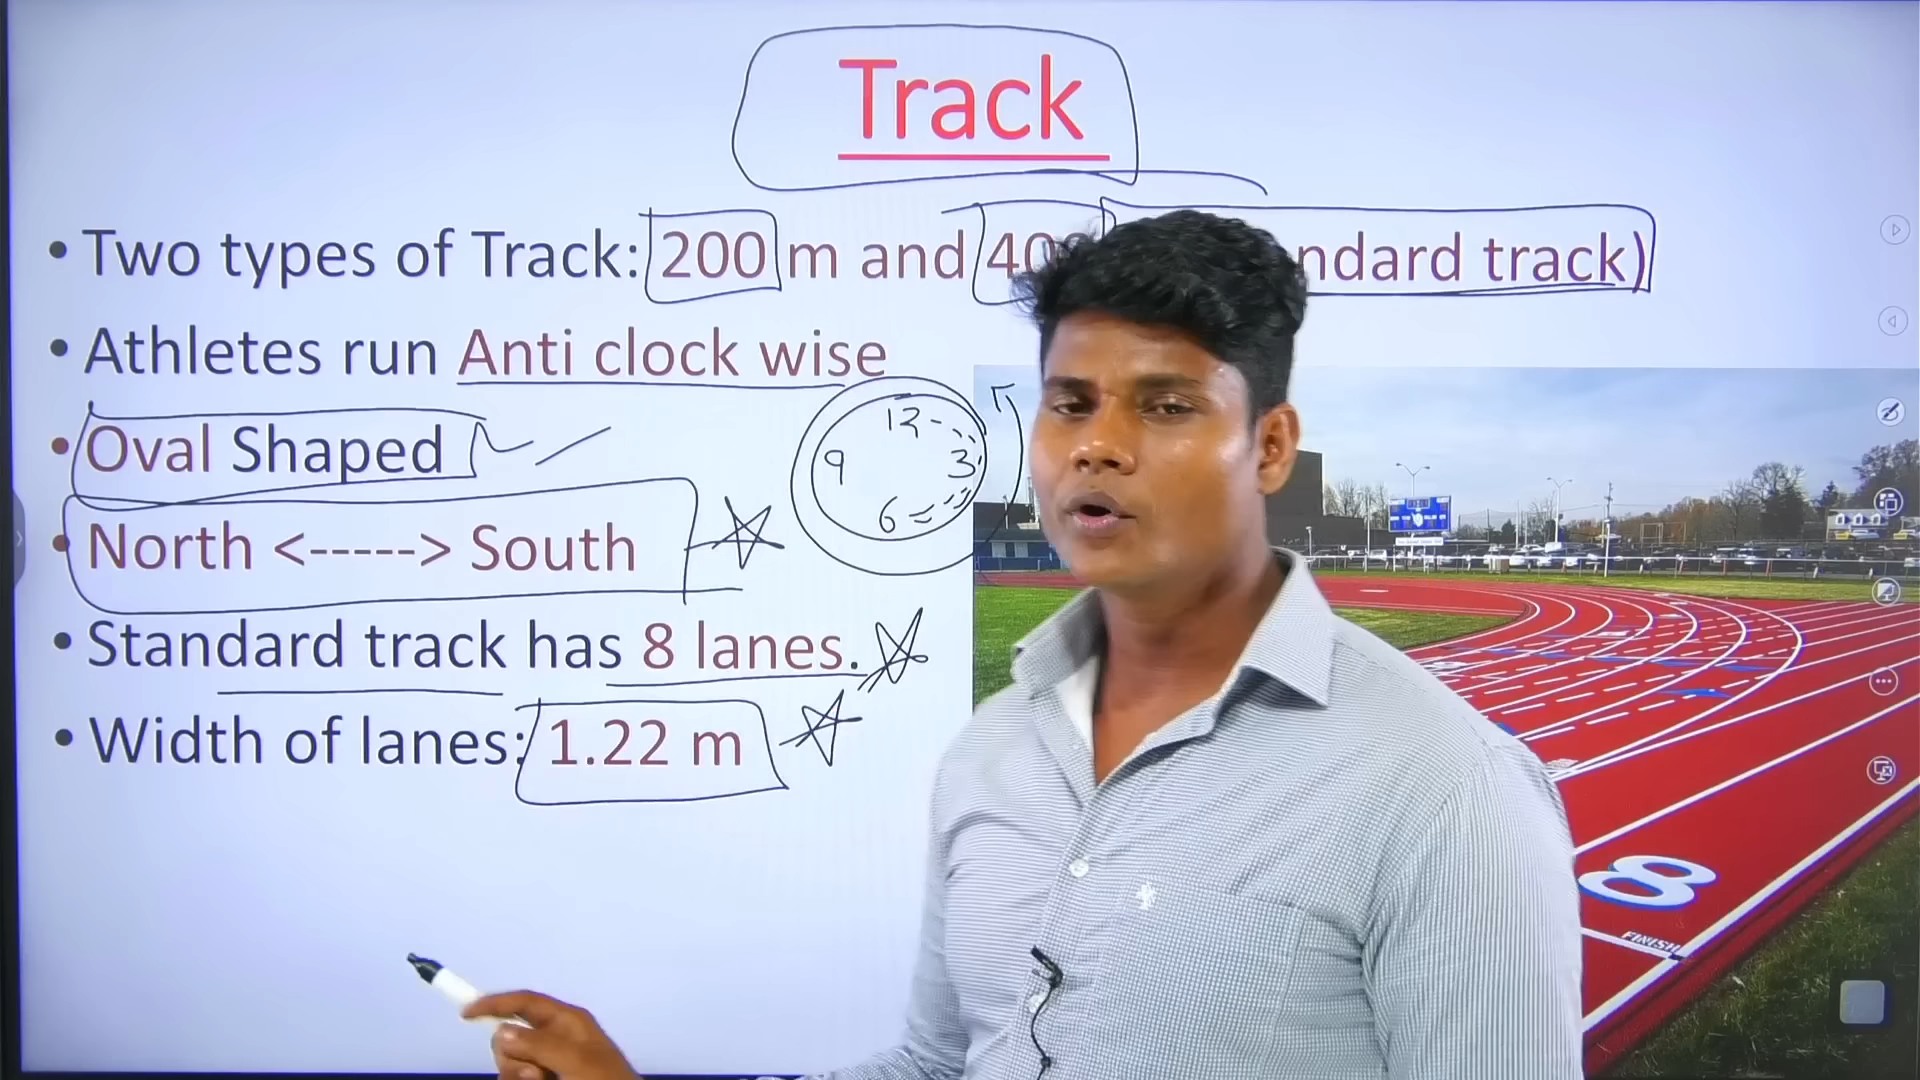 Track
• Two types of Track: 200 m and 40 ndard track)
• Athletes run Anti clock wise
• Oval Shaped
12
9 3
6
• North <-----> South
• Standard track has 8 lanes.
• Width of lanes: 1.22 m
8
FINISH